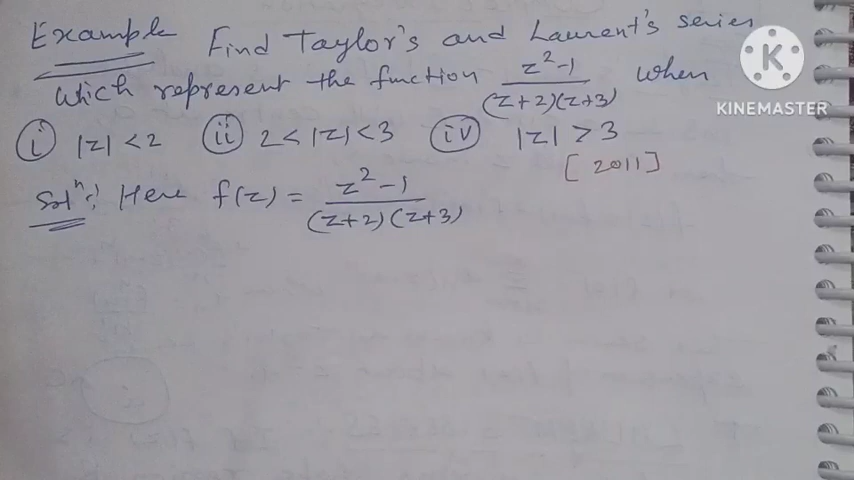 Example Find Taylor's and Laurent's series
which represent the function z²-1/(z+2)(z+3) when
(i) |z| < 2 (ii) 2 < |z| < 3 (iv) |z| > 3
[2011]
Solⁿ: Here f(z) = z²-1/(z+2)(z+3)
K
KINEMASTER